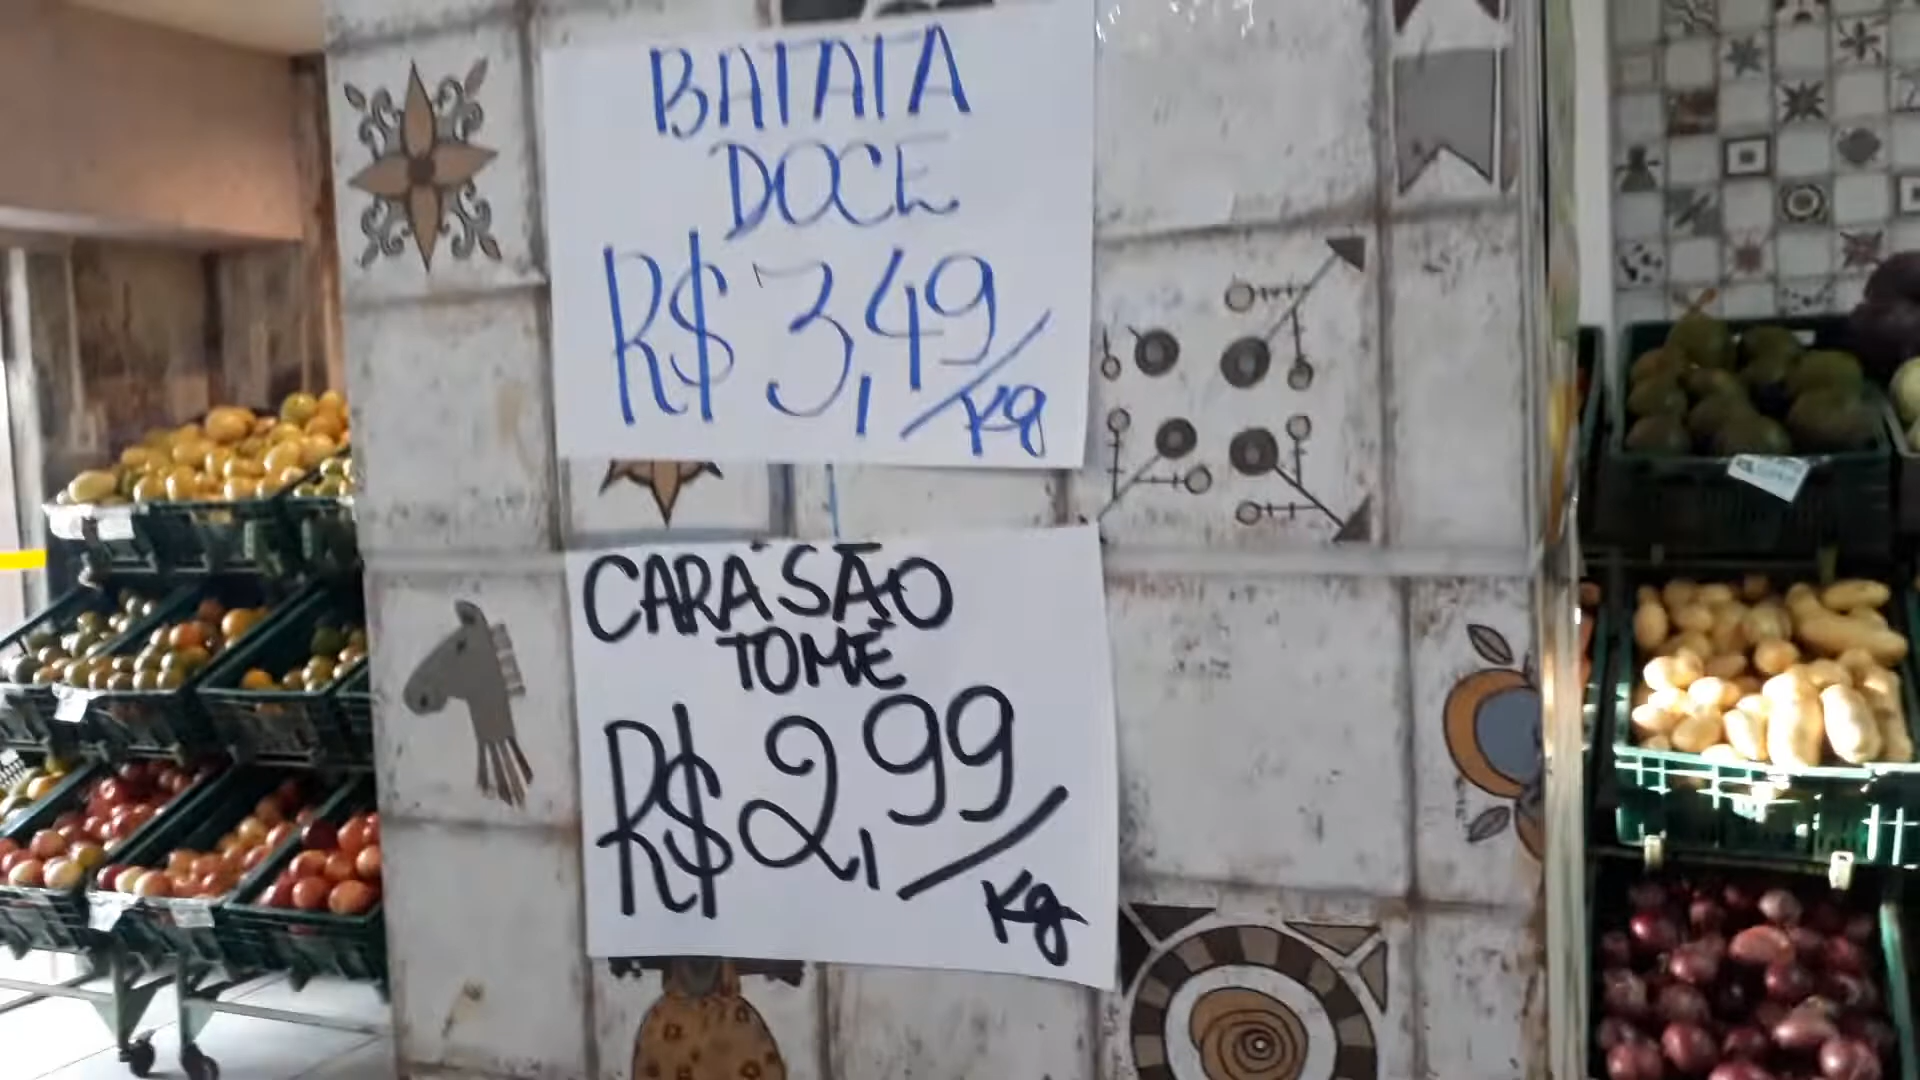 BATATA
DOCE
R$ 3,49/kg
CARÁ SÃO
TOMÉ
R$ 2,99/kg